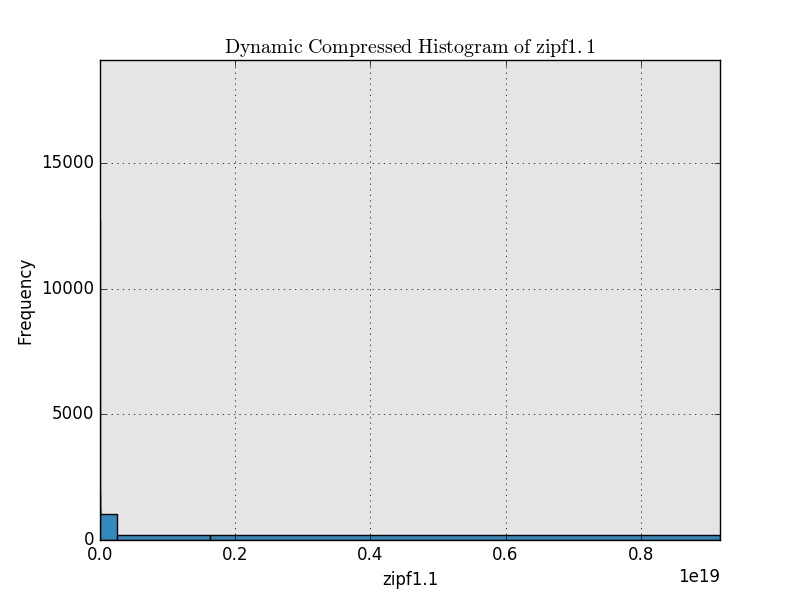 Dynamic Compressed Histogram of zipf1.1
15000
10000
5000
0
Frequency
0.0 0.2 0.4 0.6 0.8
1e19
zipf1.1